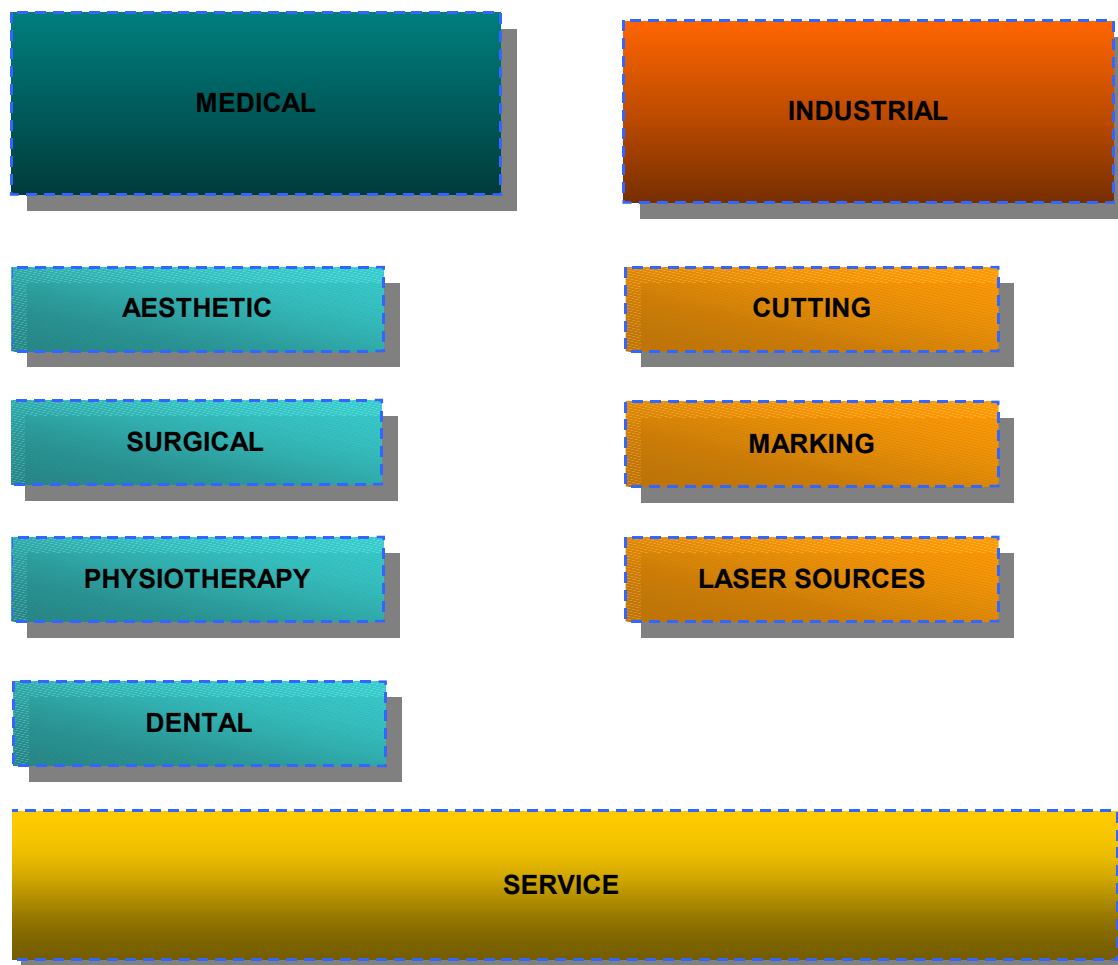 MEDICAL
INDUSTRIAL
AESTHETIC
CUTTING
SURGICAL
MARKING
PHYSIOTHERAPY
LASER SOURCES
DENTAL
SERVICE